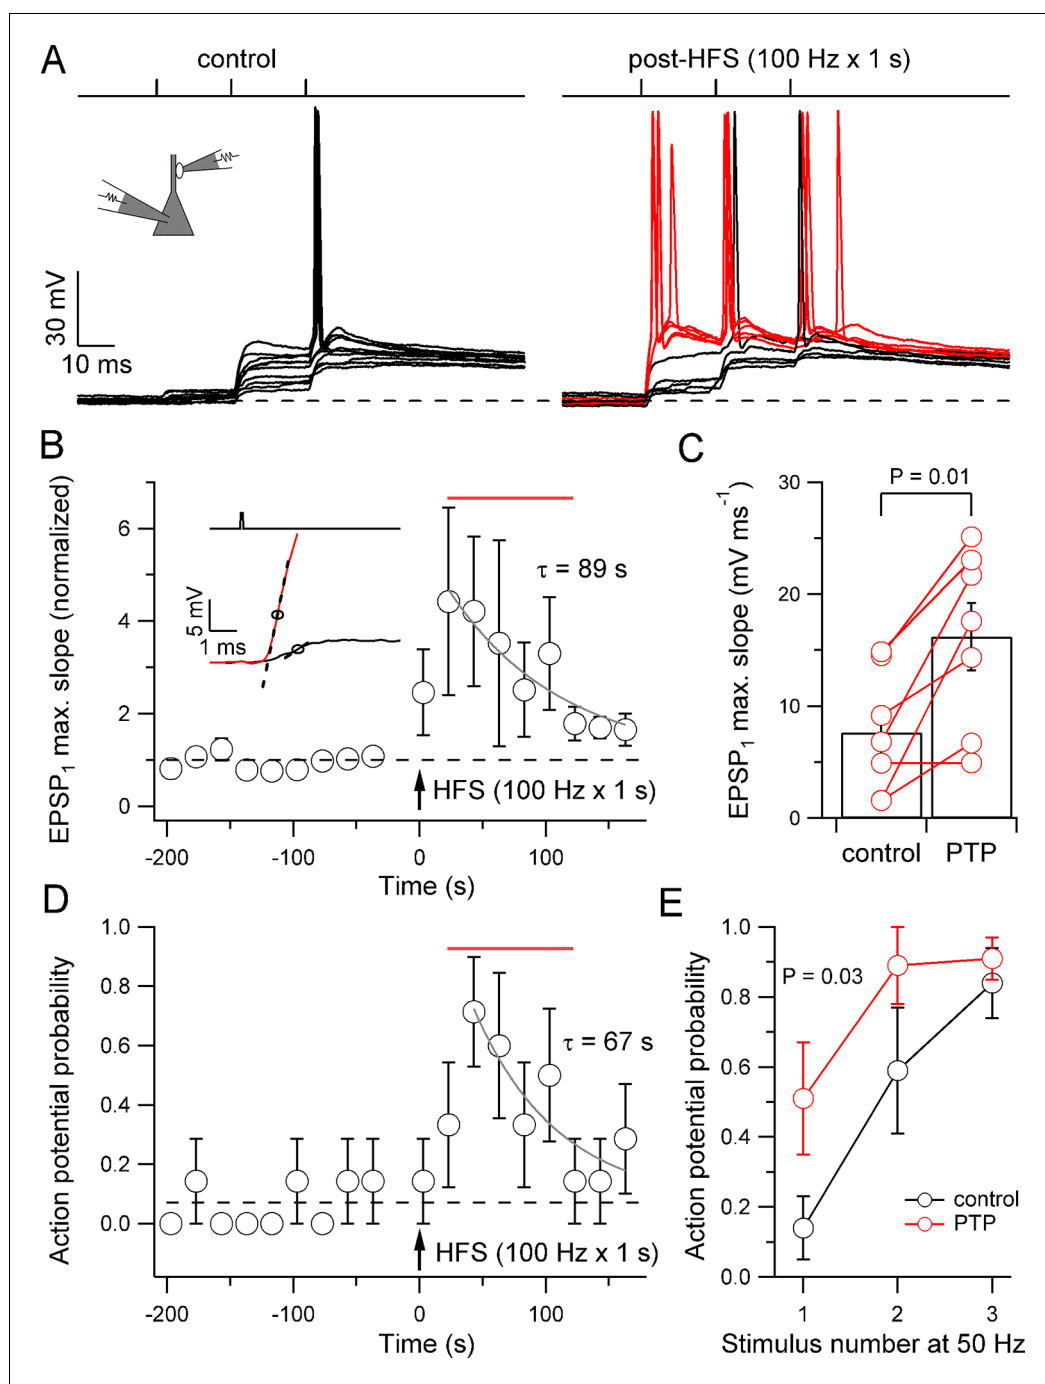 A
control
post-HFS (100 Hz x 1 s)
30 mV
10 ms
B
EPSP1 max. slope (normalized)
6
4
2
0
5 mV
1 ms
τ = 89 s
HFS (100 Hz x 1 s)
-200
-100
0
100
Time (s)
C
P = 0.01
EPSP1 max. slope (mV ms-1)
30
20
10
0
control
PTP
D
Action potential probability
1.0
0.8
0.6
0.4
0.2
0.0
τ = 67 s
HFS (100 Hz x 1 s)
-200
-100
0
100
Time (s)
E
Action potential probability
1.0
0.8
0.6
0.4
0.2
0.0
P = 0.03
control
PTP
1
2
3
Stimulus number at 50 Hz